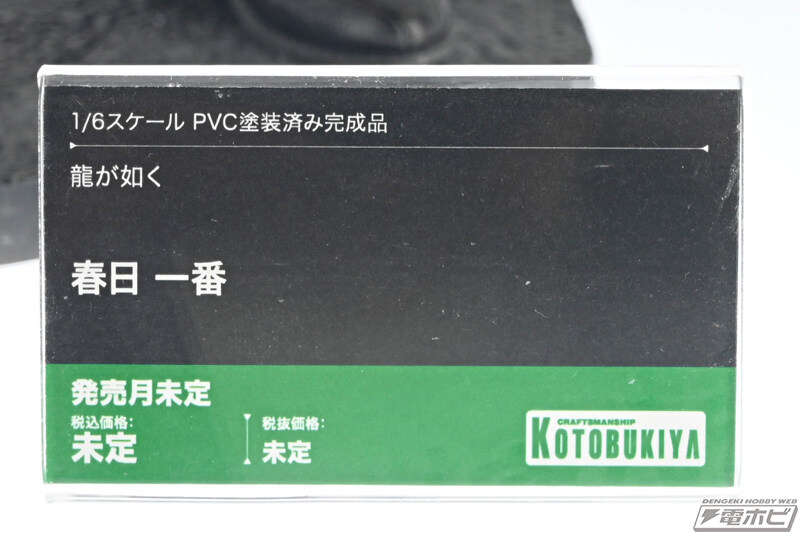 1/6スケール PVC塗装済み完成品
龍が如く
春日 一番
発売月未定
税込価格:
未定
税抜価格:
未定
CRAFTSMANSHIP
KOTOBUKIYA
DENGEKI HOBBY WEB
電ホビ